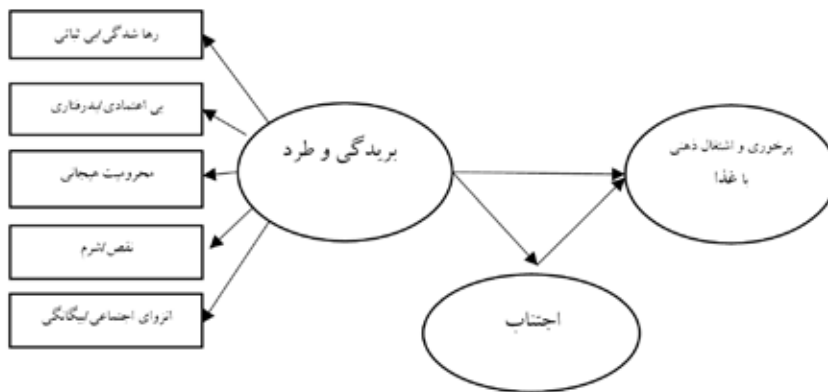 رها شدگی/بی ثباتی
بی اعتمادی/بدرفتاری
محرومیت هیجانی
نقص/شرم
انزوای اجتماعی/بیگانگی
بریدگی و طرد
پرخوری و اشتغال ذهنی
با غذا
اجتناب